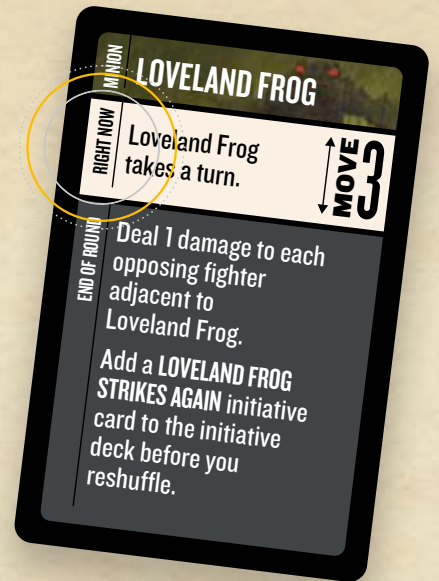 MINION
LOVELAND FROG
RIGHT NOW
Loveland Frog
takes a turn.
MOVE
3
END OF ROUND
Deal 1 damage to each
opposing fighter
adjacent to
Loveland Frog.
Add a LOVELAND FROG
STRIKES AGAIN initiative
card to the initiative
deck before you
reshuffle.